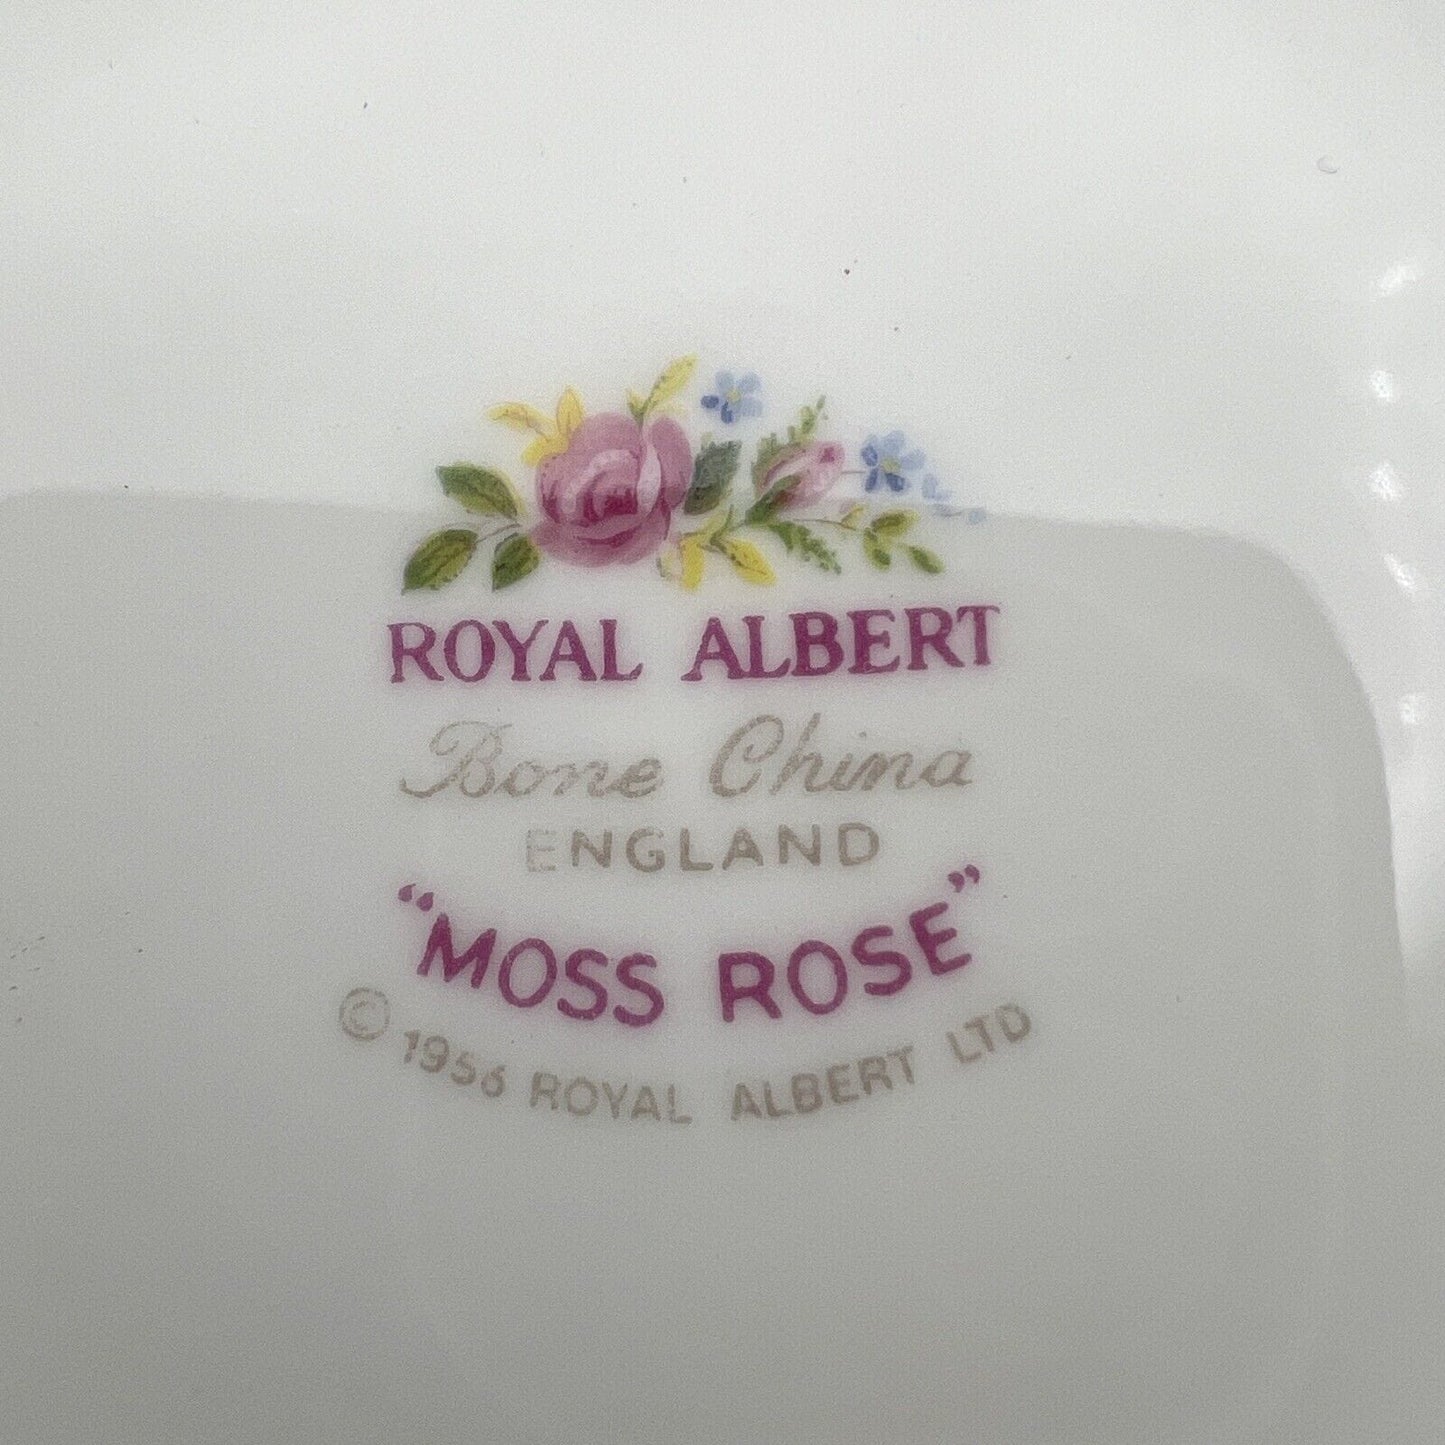 ROYAL ALBERT
Bone China
ENGLAND
“MOSS ROSE”
© 1956 ROYAL ALBERT LTD